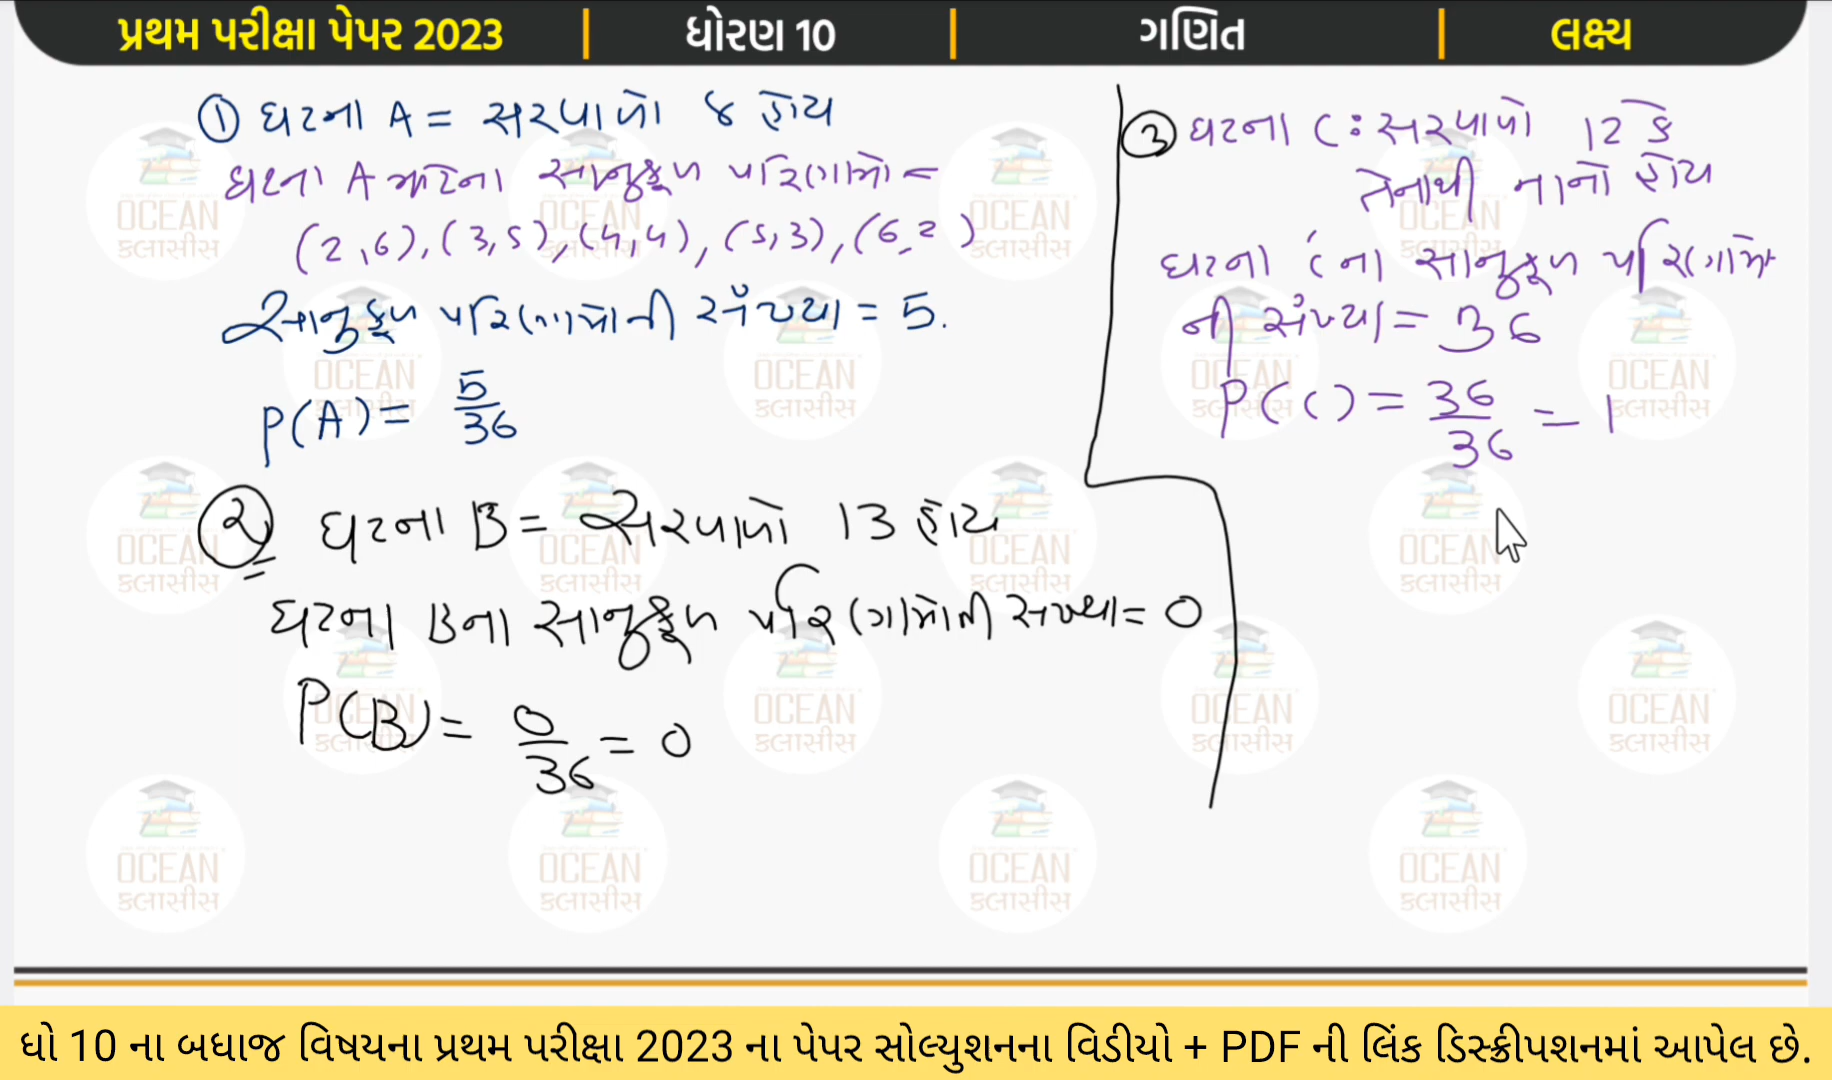 પ્રથમ પરીક્ષા પેપર 2023 | ધોરણ 10 | ગણિત | લક્ષ્ય
① ઘટના A = સરવાળો ૪ હોય
ઘટના A માટેના સાનુકૂળ પરિણામો =
(2,6), (3,5), (4,4), (5,3), (6,2)
સાનુકૂળ પરિણામોની સંખ્યા = 5.
P(A) = 5/36
② ઘટના B = સરવાળો 13 હોય
ઘટના B ના સાનુકૂળ પરિણામોની સખ્યા = 0
P(B) = 0/36 = 0
③ ઘટના C : સરવાળો 12 કે
તેનાથી નાનો હોય
ઘટના C ના સાનુકૂળ પરિણામો
ની સંખ્યા = 36
P(C) = 36/36 = 1
OCEAN
ક્લાસીસ
ધો 10 ના બધાજ વિષયના પ્રથમ પરીક્ષા 2023 ના પેપર સોલ્યુશનના વિડીયો + PDF ની લિંક ડિસ્ક્રીપશનમાં આપેલ છે.